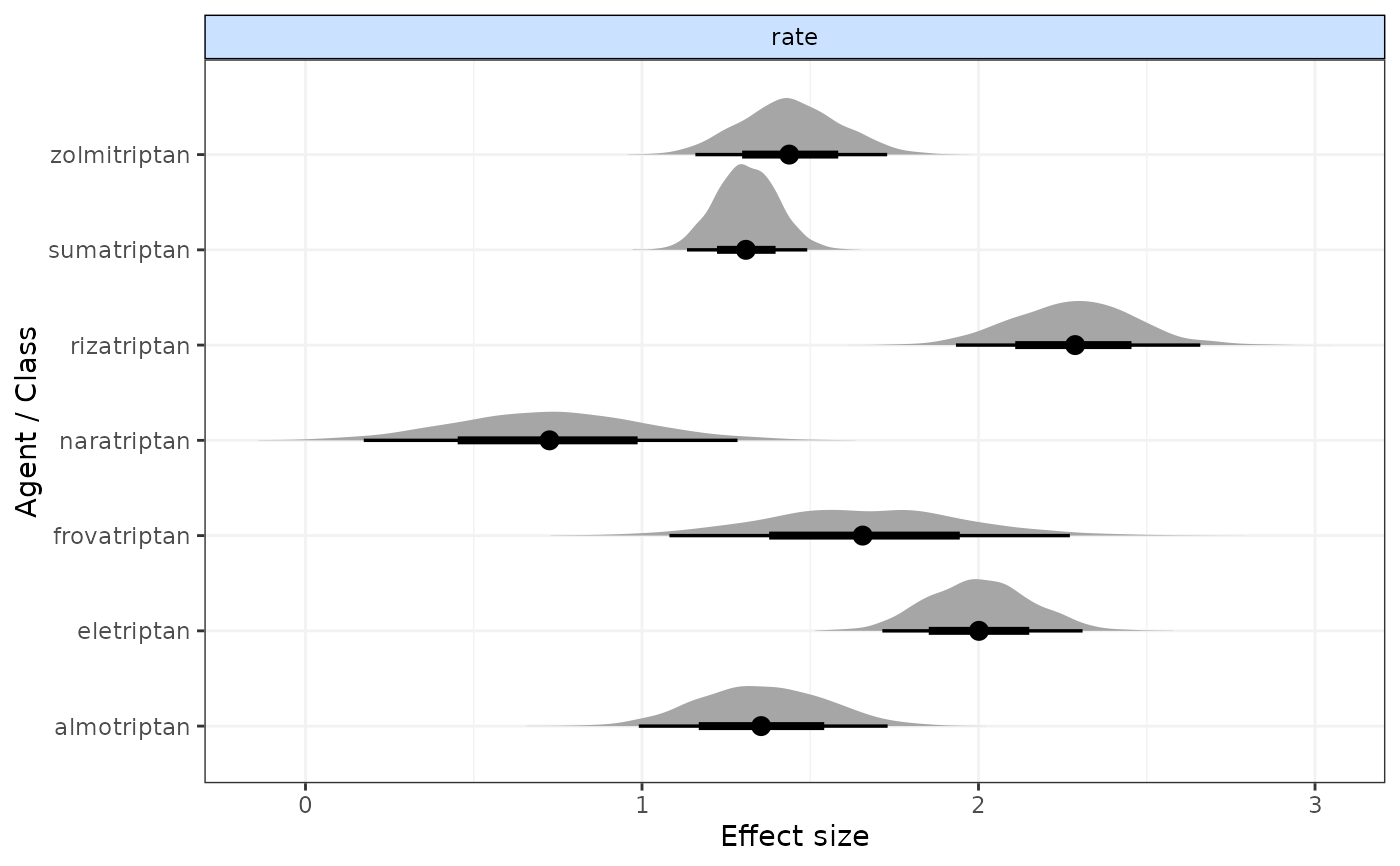 rate
zolmitriptan
sumatriptan
rizatriptan
naratriptan
frovatriptan
eletriptan
almotriptan
Agent / Class
0 1 2 3
Effect size